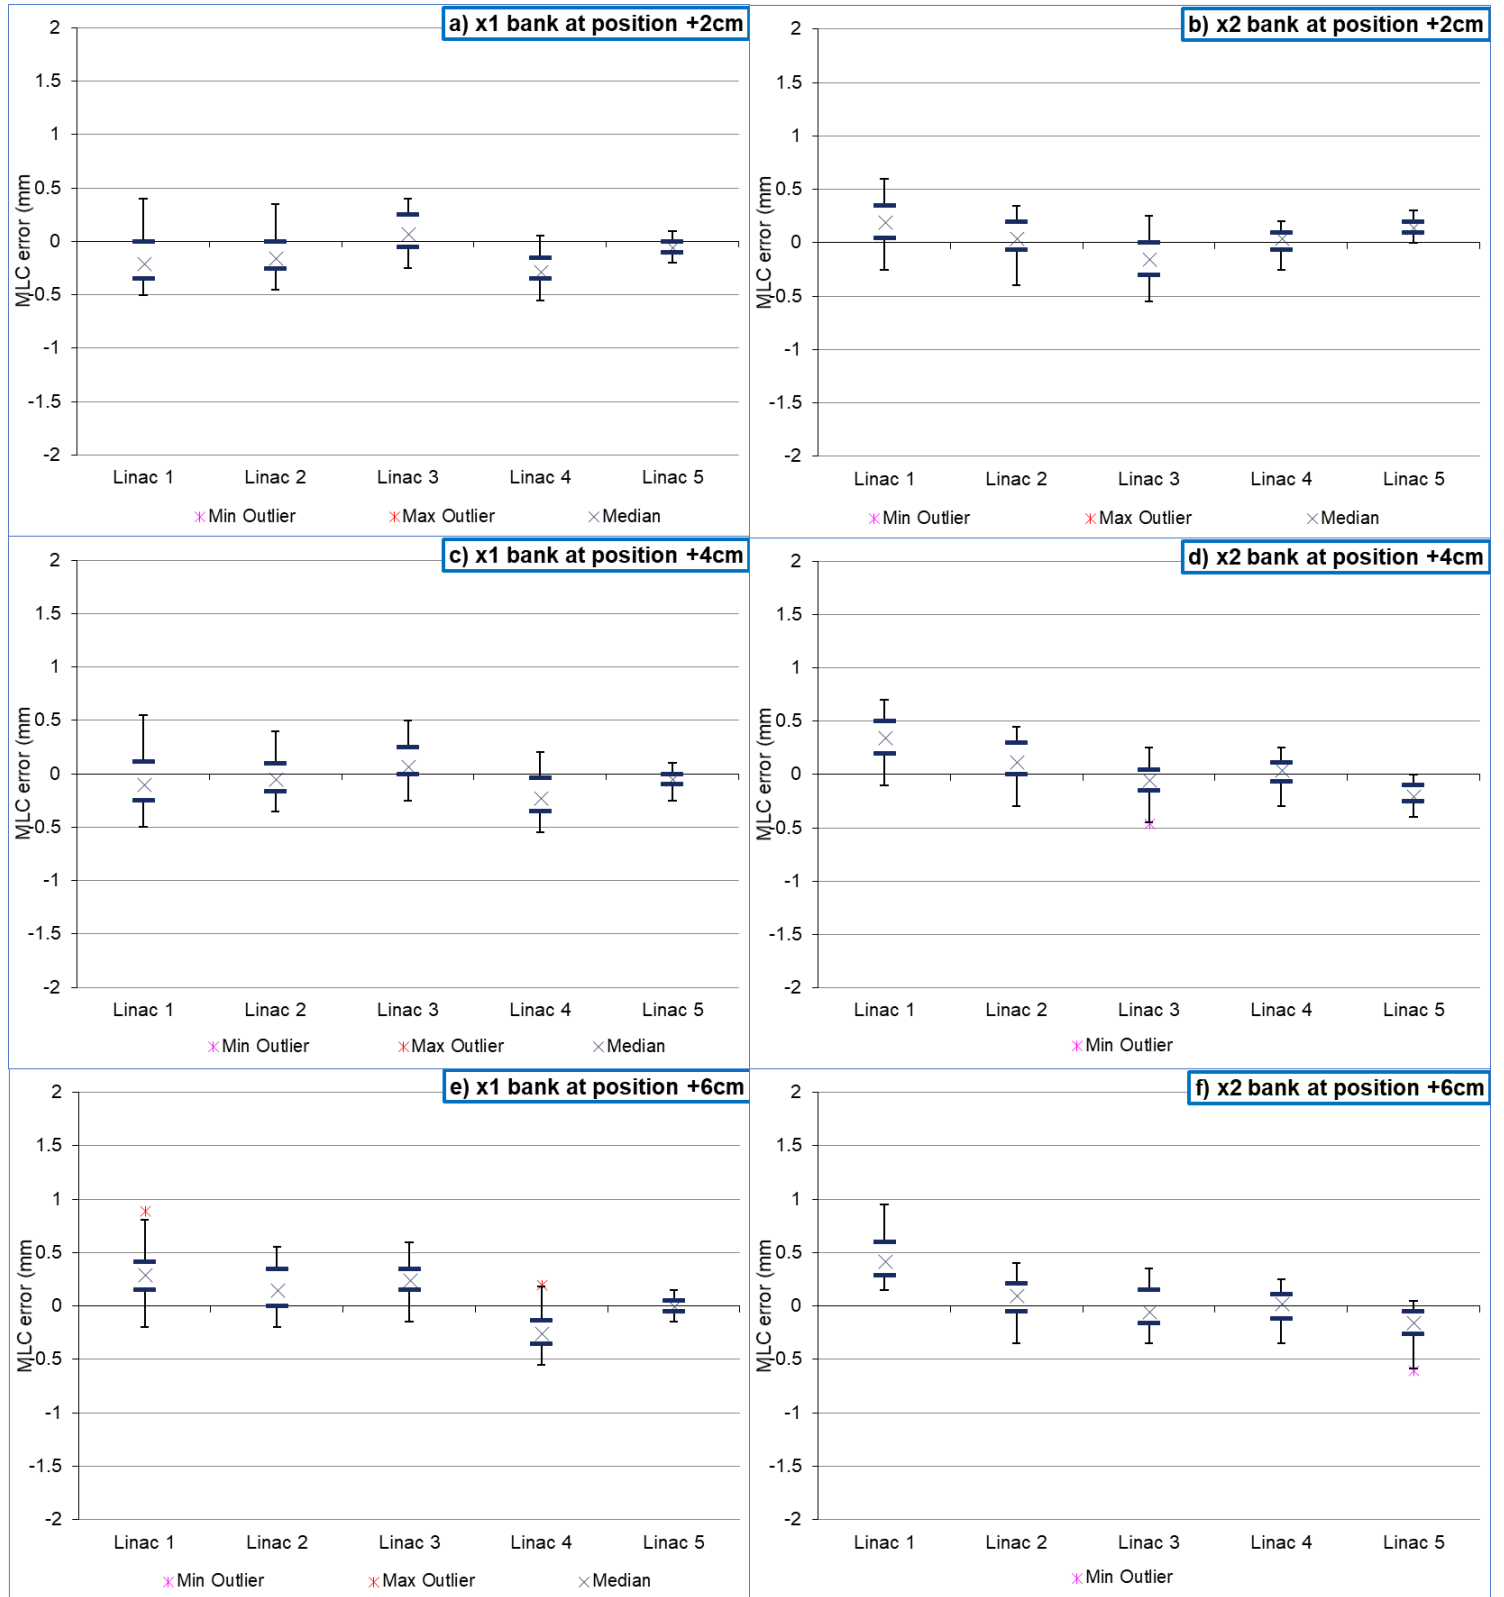 a) x1 bank at position +2cm
2
1.5
1
0.5
0
-0.5
-1
-1.5
-2
MLC error (mm
Linac 1 Linac 2 Linac 3 Linac 4 Linac 5
Min Outlier Max Outlier Median
b) x2 bank at position +2cm
2
1.5
1
0.5
0
-0.5
-1
-1.5
-2
MLC error (mm
Linac 1 Linac 2 Linac 3 Linac 4 Linac 5
Min Outlier Max Outlier Median
c) x1 bank at position +4cm
2
1.5
1
0.5
0
-0.5
-1
-1.5
-2
MLC error (mm
Linac 1 Linac 2 Linac 3 Linac 4 Linac 5
Min Outlier Max Outlier Median
d) x2 bank at position +4cm
2
1.5
1
0.5
0
-0.5
-1
-1.5
-2
MLC error (mm
Linac 1 Linac 2 Linac 3 Linac 4 Linac 5
Min Outlier
e) x1 bank at position +6cm
2
1.5
1
0.5
0
-0.5
-1
-1.5
-2
MLC error (mm
Linac 1 Linac 2 Linac 3 Linac 4 Linac 5
Min Outlier Max Outlier Median
f) x2 bank at position +6cm
2
1.5
1
0.5
0
-0.5
-1
-1.5
-2
MLC error (mm
Linac 1 Linac 2 Linac 3 Linac 4 Linac 5
Min Outlier